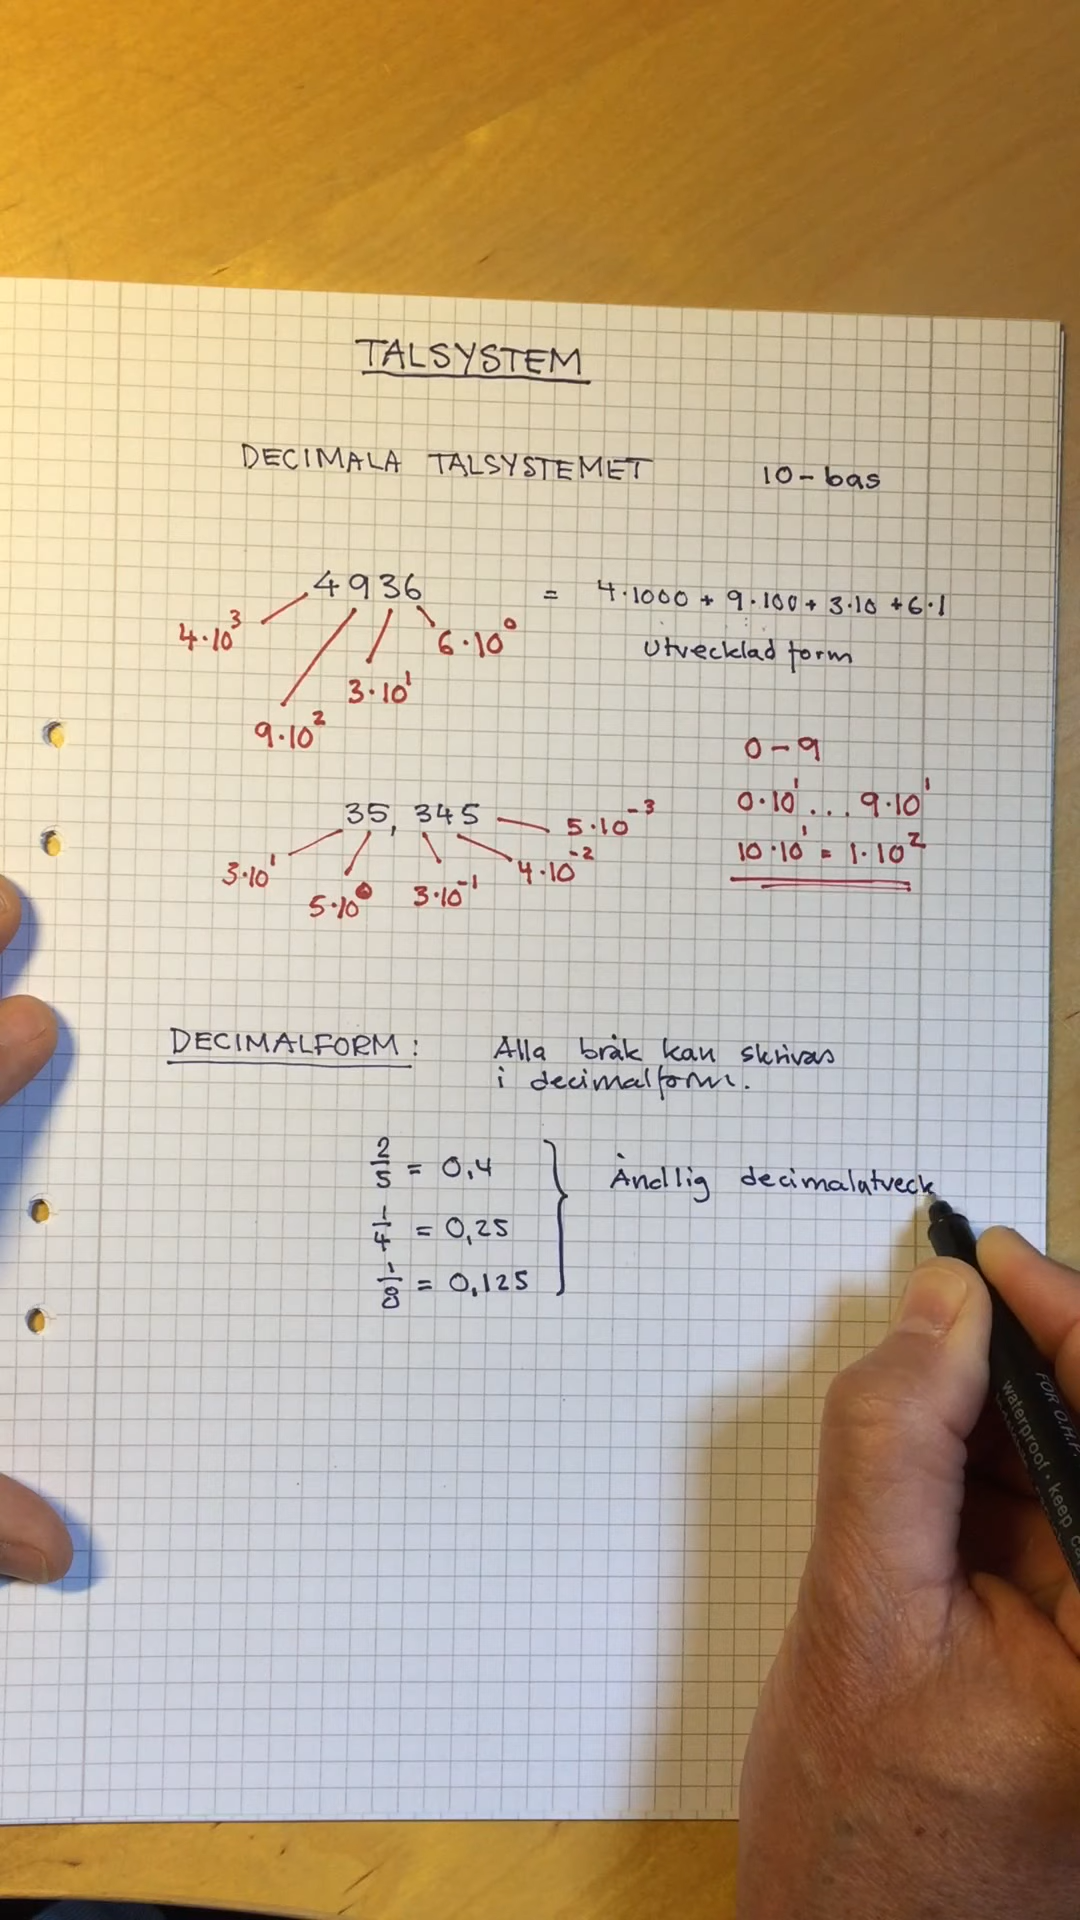 TALSYSTEM
DECIMALA TALSYSTEMET 10-bas
4936 = 4·1000 + 9·100 + 3·10 + 6·1
4·10³ 6·10⁰ Utvecklad form
3·10¹
9·10²
0-9
35,345 5·10⁻³ 0·10¹ ... 9·10¹
3·10¹ 4·10⁻² 10·10¹ = 1·10²
5·10⁰ 3·10⁻¹
DECIMALFORM: Alla bråk kan skrivas
i decimalform.
2/5 = 0,4 Ändlig decimalutveck
1/4 = 0,25
1/8 = 0,125
FOR O.H.P.
waterproof · keep